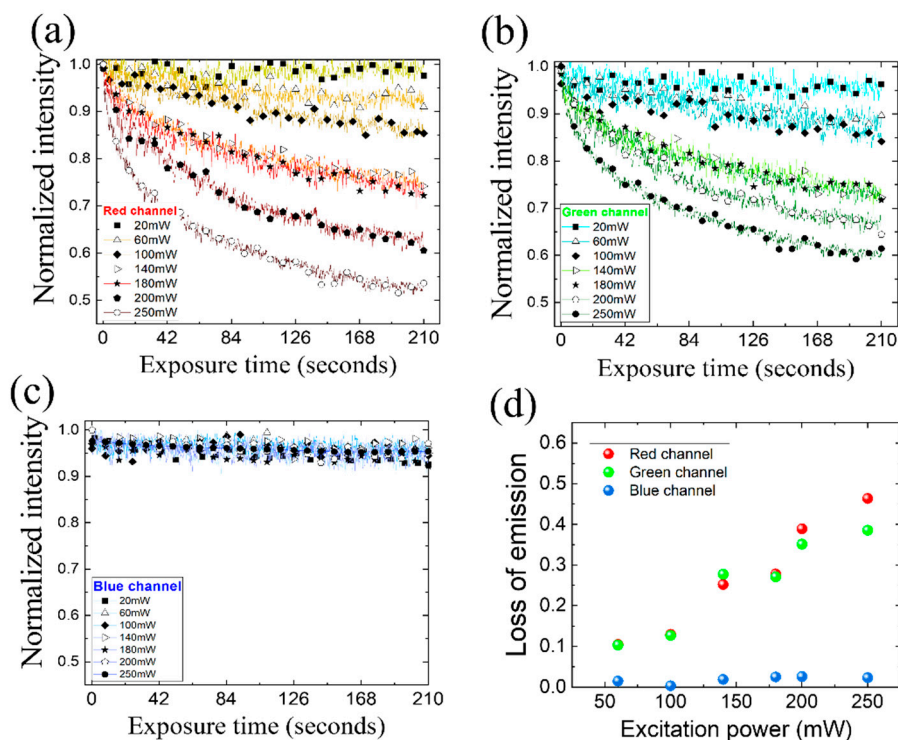 (a)
Normalized intensity
1.0
0.9
0.8
0.7
0.6
0.5
Red channel
20mW
60mW
100mW
140mW
180mW
200mW
250mW
0 42 84 126 168 210
Exposure time (seconds)
(b)
Normalized intensity
1.0
0.9
0.8
0.7
0.6
0.5
Green channel
20mW
60mW
100mW
140mW
180mW
200mW
250mW
0 42 84 126 168 210
Exposure time (seconds)
(c)
Normalized intensity
1.0
0.9
0.8
0.7
0.6
0.5
Blue channel
20mW
60mW
100mW
140mW
180mW
200mW
250mW
0 42 84 126 168 210
Exposure time (seconds)
(d)
Loss of emission
0.6
0.5
0.4
0.3
0.2
0.1
0.0
Red channel
Green channel
Blue channel
50 100 150 200 250
Excitation power (mW)